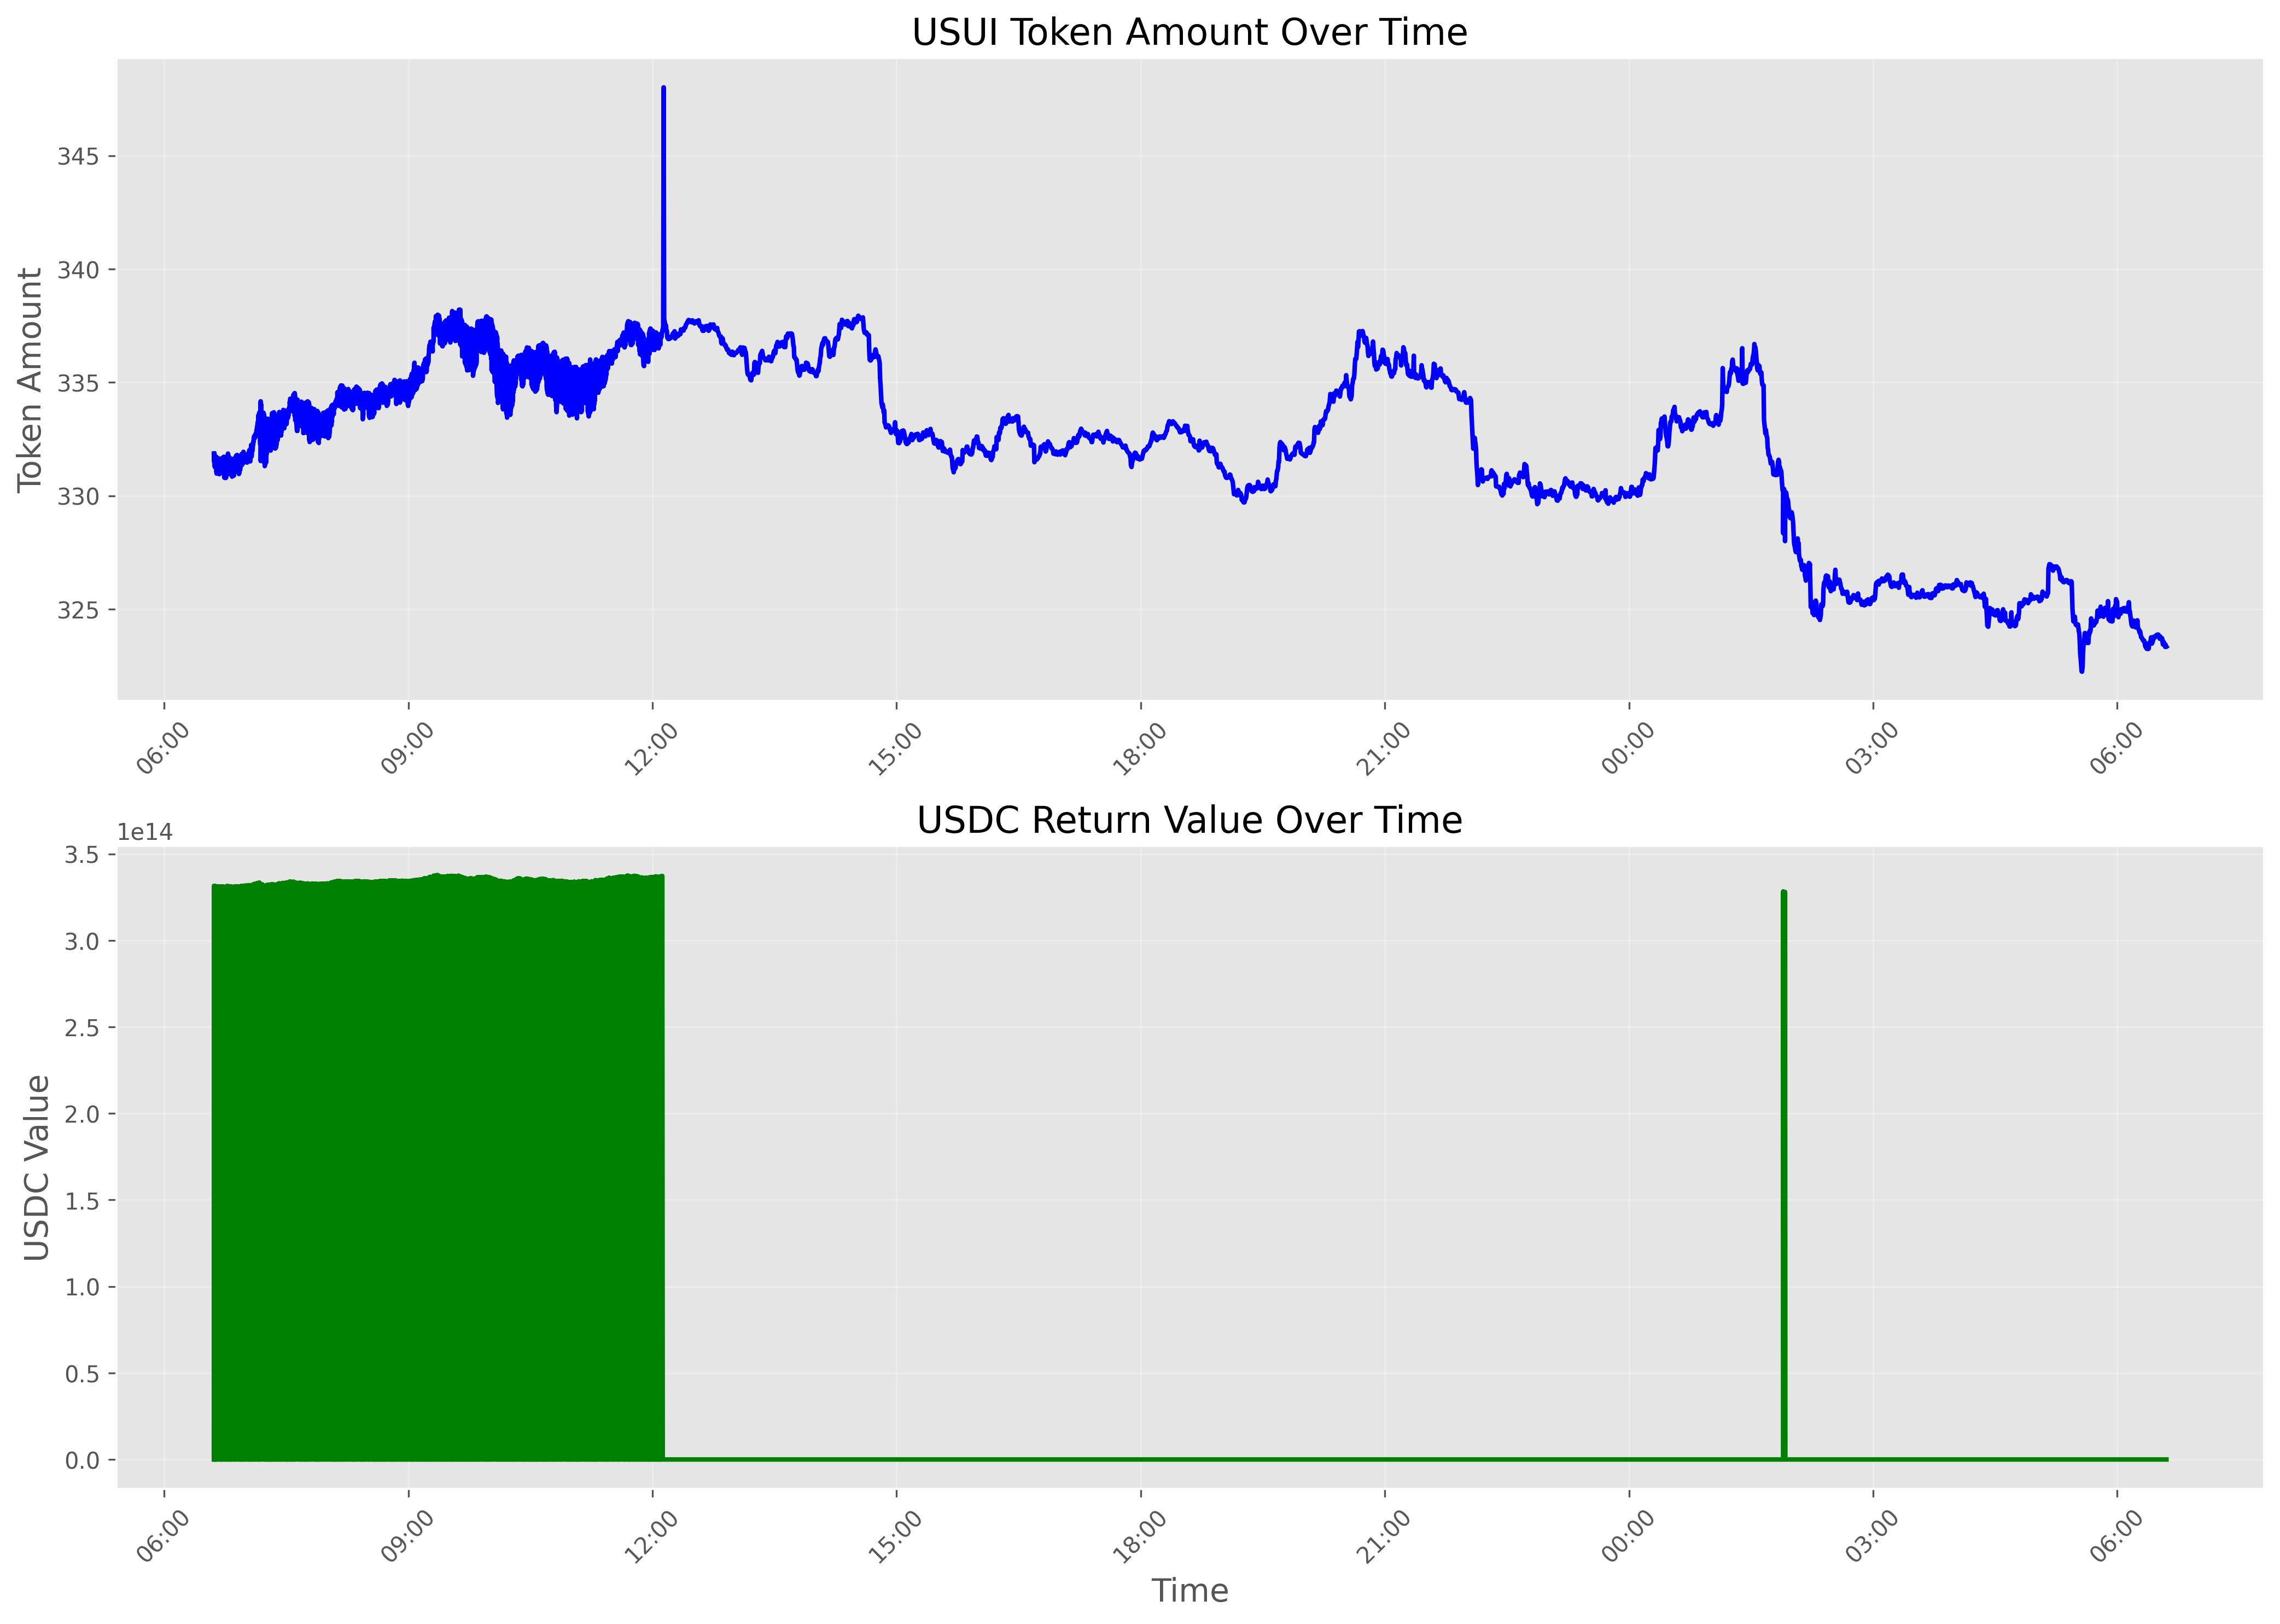 USUI Token Amount Over Time
Token Amount
345
340
335
330
325
06:00 09:00 12:00 15:00 18:00 21:00 00:00 03:00 06:00
USDC Return Value Over Time
1e14
USDC Value
3.5
3.0
2.5
2.0
1.5
1.0
0.5
0.0
06:00 09:00 12:00 15:00 18:00 21:00 00:00 03:00 06:00
Time